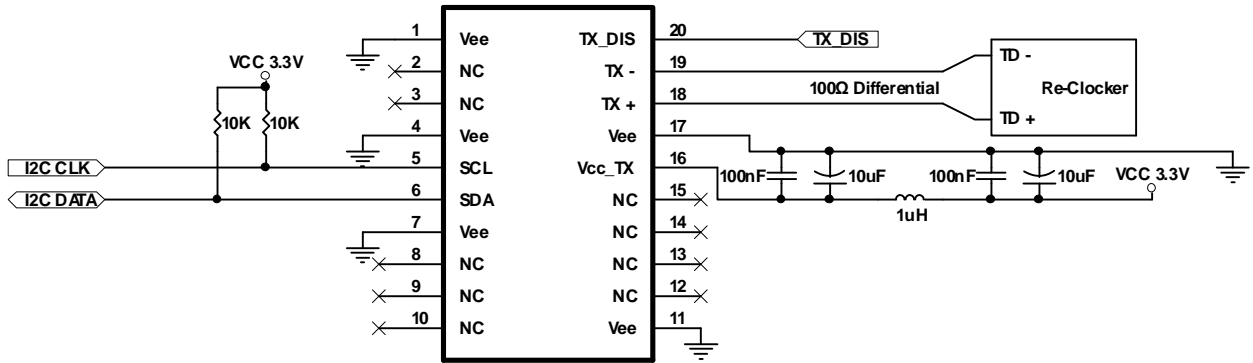 1 Vee TX_DIS 20 TX_DIS
VCC 3.3V
2 NC TX - 19 TD -
3 NC TX + 18 100Ω Differential Re-Clocker
10K 10K
TD +
4 Vee Vee 17
I2C CLK 5 SCL Vcc_TX 16
100nF 10uF 100nF 10uF VCC 3.3V
I2C DATA 6 SDA NC 15
1uH
7 Vee NC 14
8 NC NC 13
9 NC NC 12
10 NC Vee 11